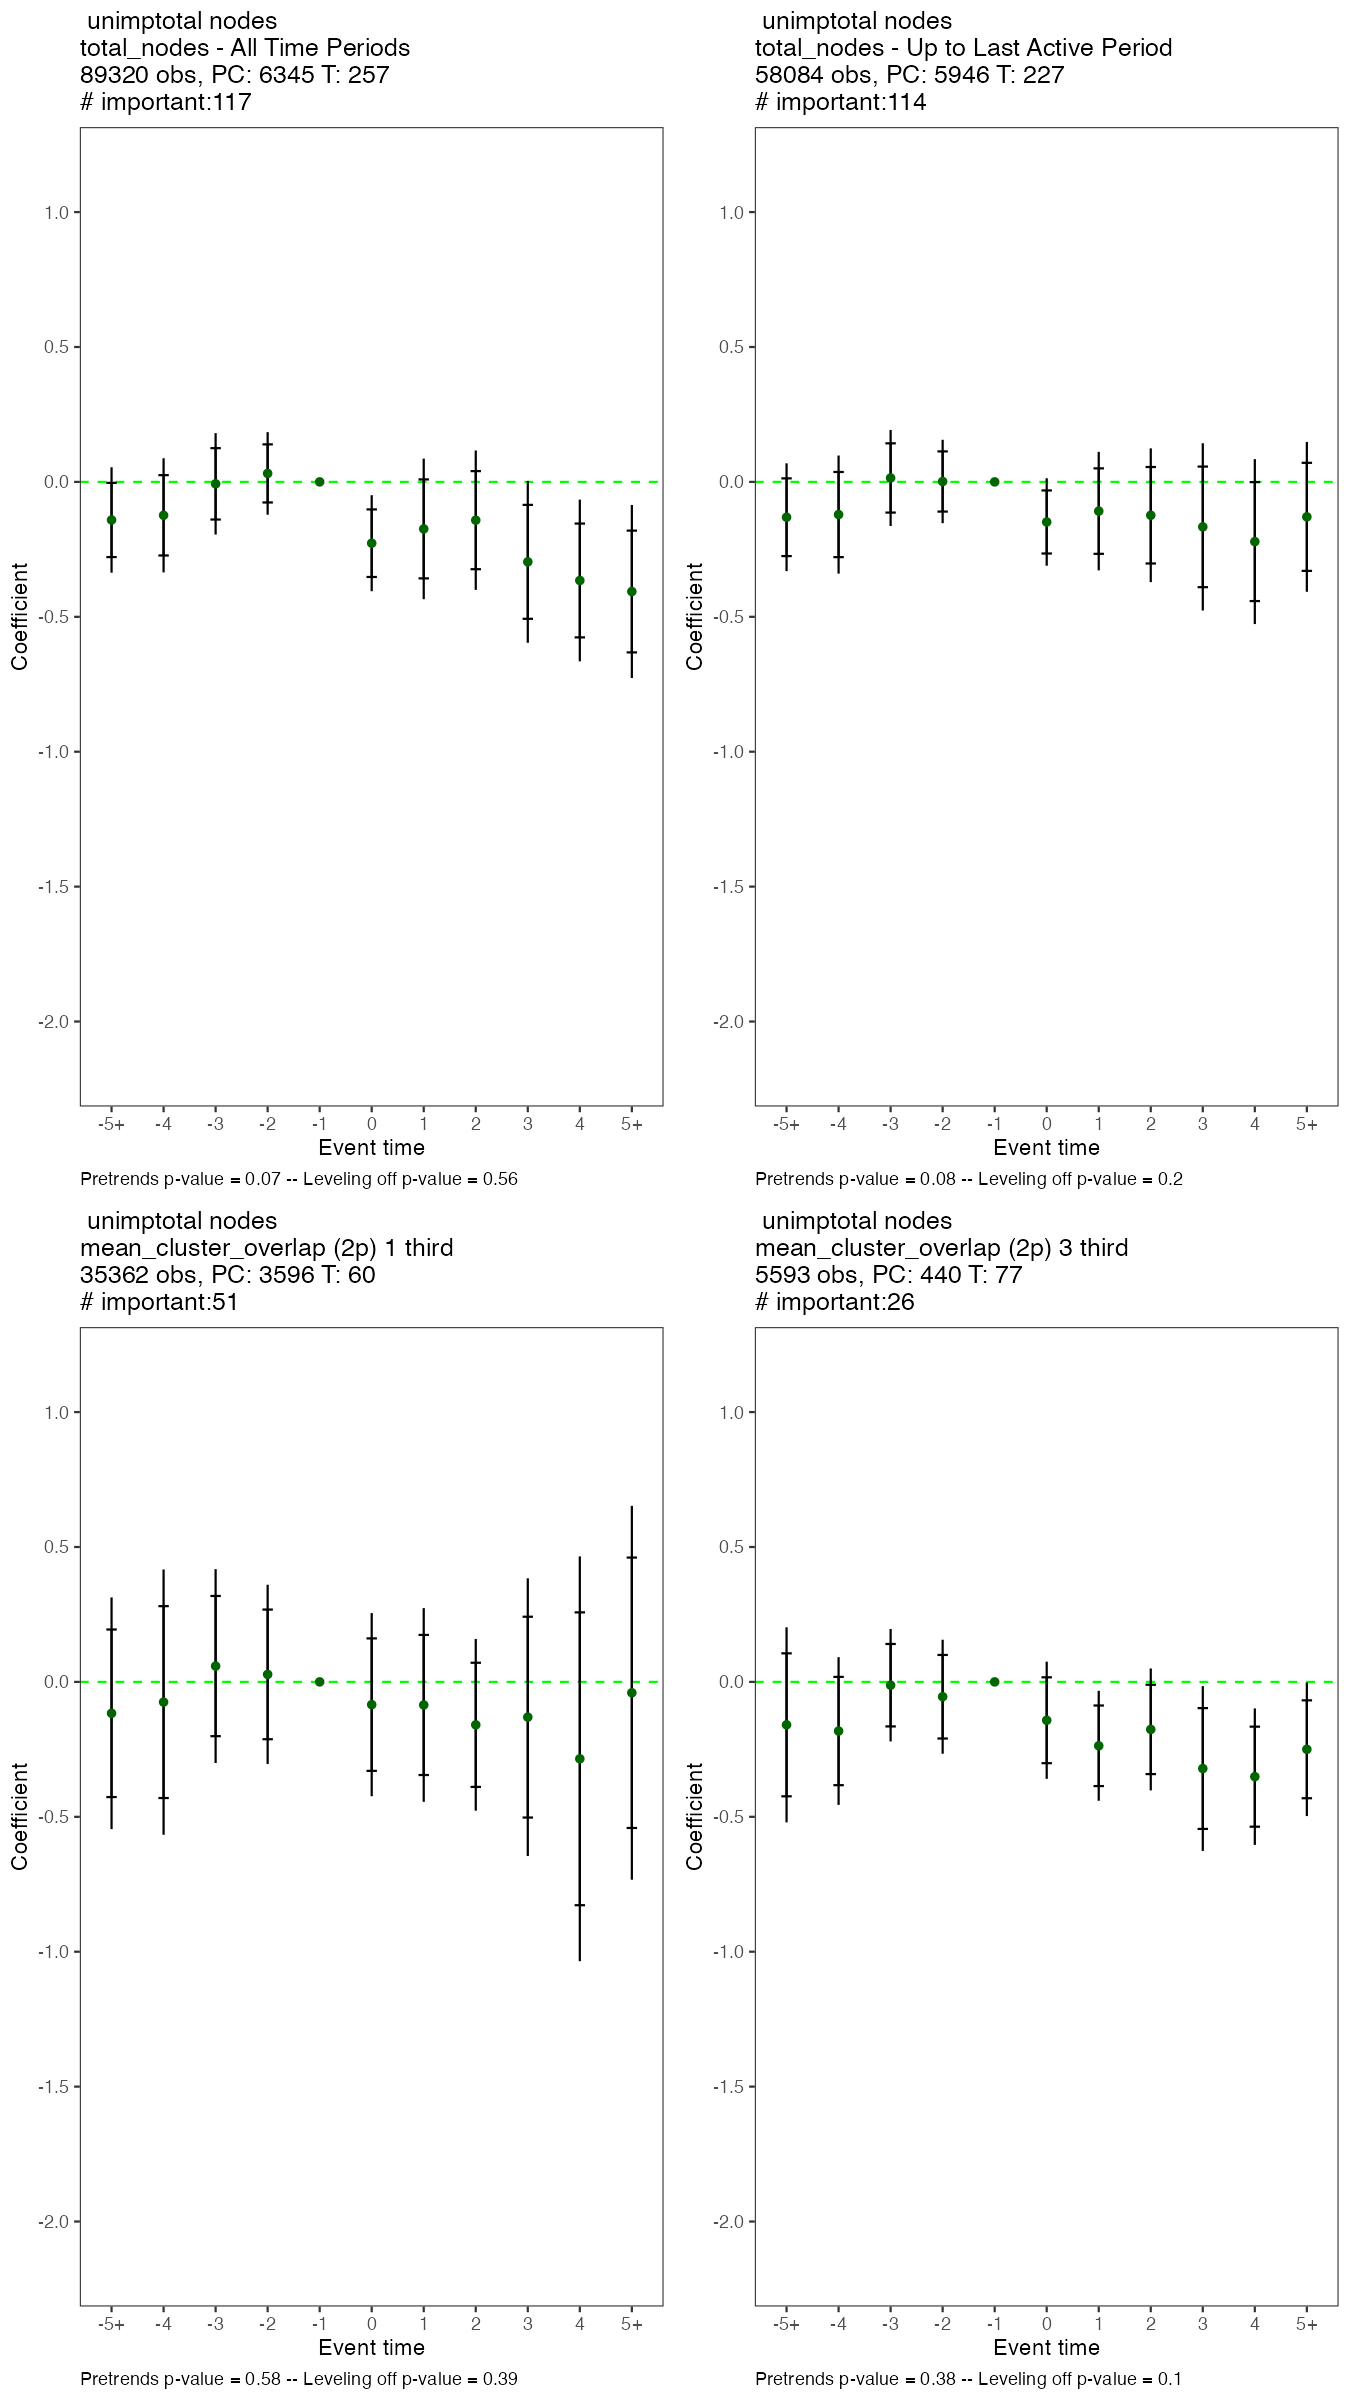 unimptotal nodes
total_nodes - All Time Periods
89320 obs, PC: 6345 T: 257
# important:117
1.0
0.5
0.0
-0.5
-1.0
-1.5
-2.0
Coefficient
-5+ -4 -3 -2 -1 0 1 2 3 4 5+
Event time
Pretrends p-value = 0.07 -- Leveling off p-value = 0.56
unimptotal nodes
total_nodes - Up to Last Active Period
58084 obs, PC: 5946 T: 227
# important:114
1.0
0.5
0.0
-0.5
-1.0
-1.5
-2.0
Coefficient
-5+ -4 -3 -2 -1 0 1 2 3 4 5+
Event time
Pretrends p-value = 0.08 -- Leveling off p-value = 0.2
unimptotal nodes
mean_cluster_overlap (2p) 1 third
35362 obs, PC: 3596 T: 60
# important:51
1.0
0.5
0.0
-0.5
-1.0
-1.5
-2.0
Coefficient
-5+ -4 -3 -2 -1 0 1 2 3 4 5+
Event time
Pretrends p-value = 0.58 -- Leveling off p-value = 0.39
unimptotal nodes
mean_cluster_overlap (2p) 3 third
5593 obs, PC: 440 T: 77
# important:26
1.0
0.5
0.0
-0.5
-1.0
-1.5
-2.0
Coefficient
-5+ -4 -3 -2 -1 0 1 2 3 4 5+
Event time
Pretrends p-value = 0.38 -- Leveling off p-value = 0.1